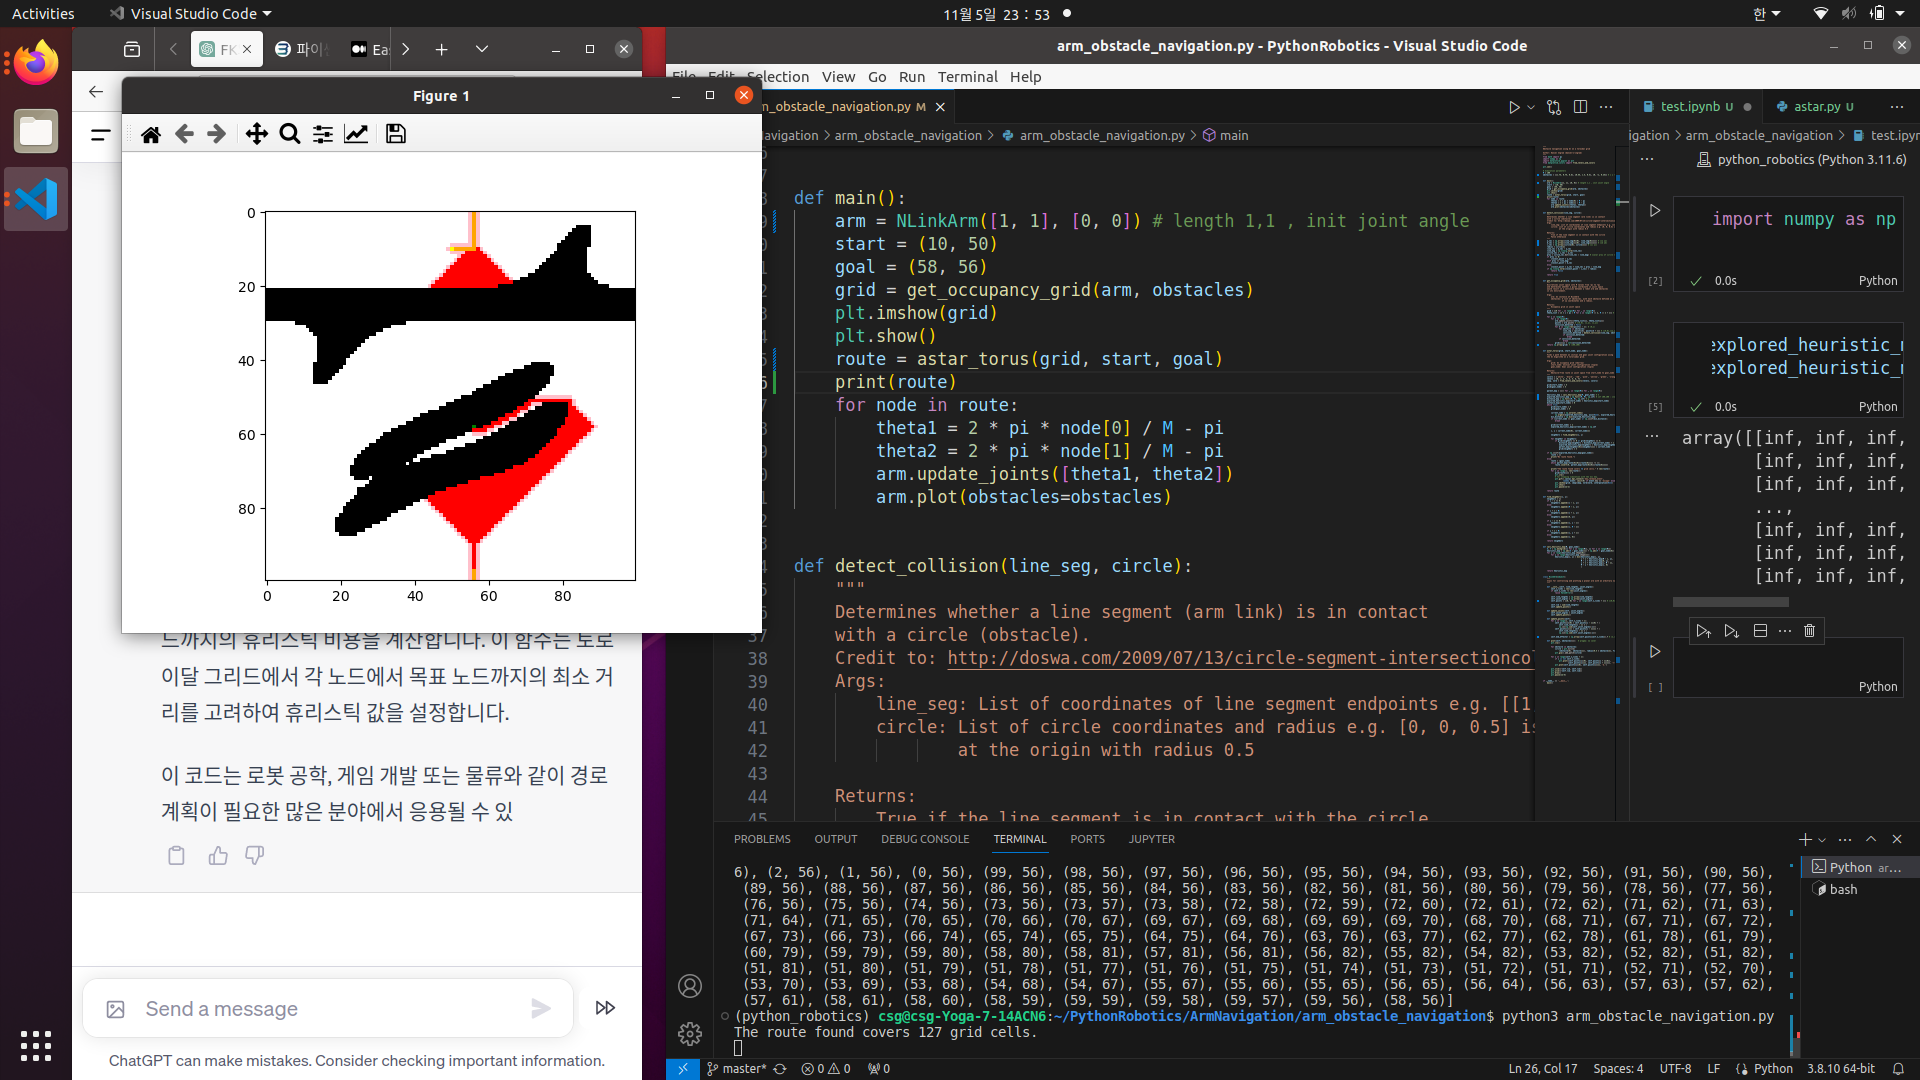 Activities
Visual Studio Code
11월 5일 23 : 53
한
FK
파이
Eas
Figure 1
0
20
40
60
80
0
20
40
60
80
드까지의 휴리스틱 비용을 계산합니다. 이 함수는 토로
이달 그리드에서 각 노드에서 목표 노드까지의 최소 거
리를 고려하여 휴리스틱 값을 설정합니다.
이 코드는 로봇 공학, 게임 개발 또는 물류와 같이 경로
계획이 필요한 많은 분야에서 응용될 수 있
Send a message
ChatGPT can make mistakes. Consider checking important information.
arm_obstacle_navigation.py - PythonRobotics - Visual Studio Code
File Edit Selection View Go Run Terminal Help
m_obstacle_navigation.py M
avigation > arm_obstacle_navigation > arm_obstacle_navigation.py > main
def main():
arm = NLinkArm([1, 1], [0, 0]) # length 1,1 , init joint angle
start = (10, 50)
goal = (58, 56)
grid = get_occupancy_grid(arm, obstacles)
plt.imshow(grid)
plt.show()
route = astar_torus(grid, start, goal)
print(route)
for node in route:
theta1 = 2 * pi * node[0] / M - pi
theta2 = 2 * pi * node[1] / M - pi
arm.update_joints([theta1, theta2])
arm.plot(obstacles=obstacles)
def detect_collision(line_seg, circle):
"""
Determines whether a line segment (arm link) is in contact
37 with a circle (obstacle).
38 Credit to: http://doswa.com/2009/07/13/circle-segment-intersectionco
39 Args:
40 line_seg: List of coordinates of line segment endpoints e.g. [[1
41 circle: List of circle coordinates and radius e.g. [0, 0, 0.5] is
42 at the origin with radius 0.5
43
44 Returns:
45 True if the line segment is in contact with the circle
test.ipynb U
astar.py U
igation > arm_obstacle_navigation > test.ipyn
python_robotics (Python 3.11.6)
import numpy as np
[2] 0.0s Python
explored_heuristic_
explored_heuristic_
[5] 0.0s Python
array([[inf, inf, inf,
[inf, inf, inf,
[inf, inf, inf,
...,
[inf, inf, inf,
[inf, inf, inf,
[inf, inf, inf,
[ ] Python
PROBLEMS OUTPUT DEBUG CONSOLE TERMINAL PORTS JUPYTER
6), (2, 56), (1, 56), (0, 56), (99, 56), (98, 56), (97, 56), (96, 56), (95, 56), (94, 56), (93, 56), (92, 56), (91, 56), (90, 56),
(89, 56), (88, 56), (87, 56), (86, 56), (85, 56), (84, 56), (83, 56), (82, 56), (81, 56), (80, 56), (79, 56), (78, 56), (77, 56),
(76, 56), (75, 56), (74, 56), (73, 56), (73, 57), (73, 58), (72, 58), (72, 59), (72, 60), (72, 61), (72, 62), (71, 62), (71, 63),
(71, 64), (71, 65), (70, 65), (70, 66), (70, 67), (69, 67), (69, 68), (69, 69), (69, 70), (68, 70), (68, 71), (67, 71), (67, 72),
(67, 73), (66, 73), (66, 74), (65, 74), (65, 75), (64, 75), (64, 76), (63, 76), (63, 77), (62, 77), (62, 78), (61, 78), (61, 79),
(60, 79), (59, 79), (59, 80), (58, 80), (58, 81), (57, 81), (56, 81), (56, 82), (55, 82), (54, 82), (53, 82), (52, 82), (51, 82),
(51, 81), (51, 80), (51, 79), (51, 78), (51, 77), (51, 76), (51, 75), (51, 74), (51, 73), (51, 72), (51, 71), (52, 71), (52, 70),
(53, 70), (53, 69), (53, 68), (54, 68), (54, 67), (55, 67), (55, 66), (55, 65), (56, 65), (56, 64), (56, 63), (57, 63), (57, 62),
(57, 61), (58, 61), (58, 60), (58, 59), (59, 59), (59, 58), (59, 57), (59, 56), (58, 56)]
(python_robotics) csg@csg-Yoga-7-14ACN6:~/PythonRobotics/ArmNavigation/arm_obstacle_navigation$ python3 arm_obstacle_navigation.py
The route found covers 127 grid cells.
Python ar...
bash
master* 0 0 0 Ln 26, Col 17 Spaces: 4 UTF-8 LF Python 3.8.10 64-bit